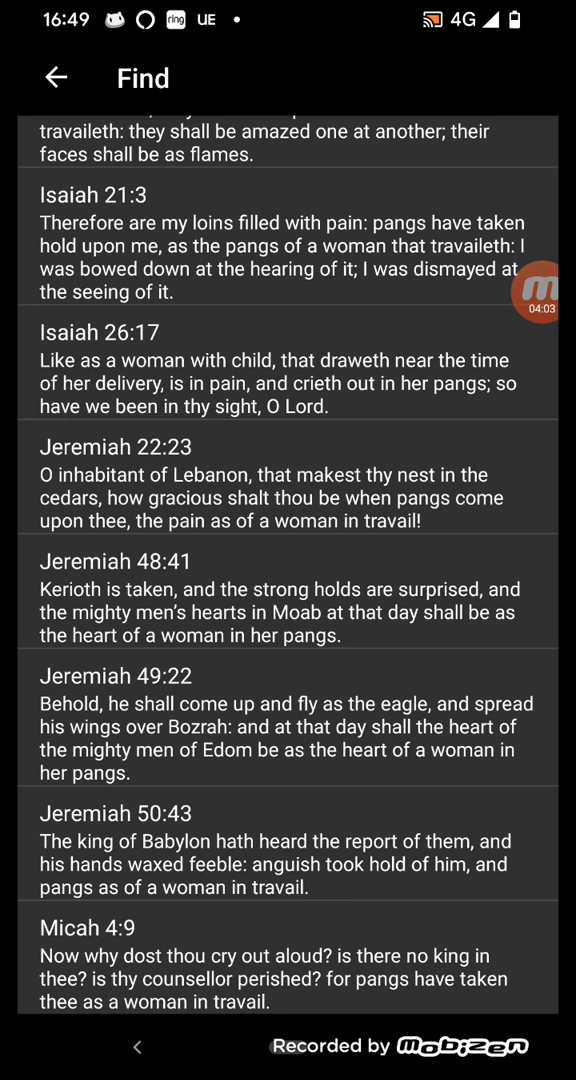 16:49 ring UE 4G
Find
travaileth: they shall be amazed one at another; their
faces shall be as flames.
Isaiah 21:3
Therefore are my loins filled with pain: pangs have taken
hold upon me, as the pangs of a woman that travaileth: I
was bowed down at the hearing of it; I was dismayed at
the seeing of it.
04:03
Isaiah 26:17
Like as a woman with child, that draweth near the time
of her delivery, is in pain, and crieth out in her pangs; so
have we been in thy sight, O Lord.
Jeremiah 22:23
O inhabitant of Lebanon, that makest thy nest in the
cedars, how gracious shalt thou be when pangs come
upon thee, the pain as of a woman in travail!
Jeremiah 48:41
Kerioth is taken, and the strong holds are surprised, and
the mighty men's hearts in Moab at that day shall be as
the heart of a woman in her pangs.
Jeremiah 49:22
Behold, he shall come up and fly as the eagle, and spread
his wings over Bozrah: and at that day shall the heart of
the mighty men of Edom be as the heart of a woman in
her pangs.
Jeremiah 50:43
The king of Babylon hath heard the report of them, and
his hands waxed feeble: anguish took hold of him, and
pangs as of a woman in travail.
Micah 4:9
Now why dost thou cry out aloud? is there no king in
thee? is thy counsellor perished? for pangs have taken
thee as a woman in travail.
Recorded by mobizen